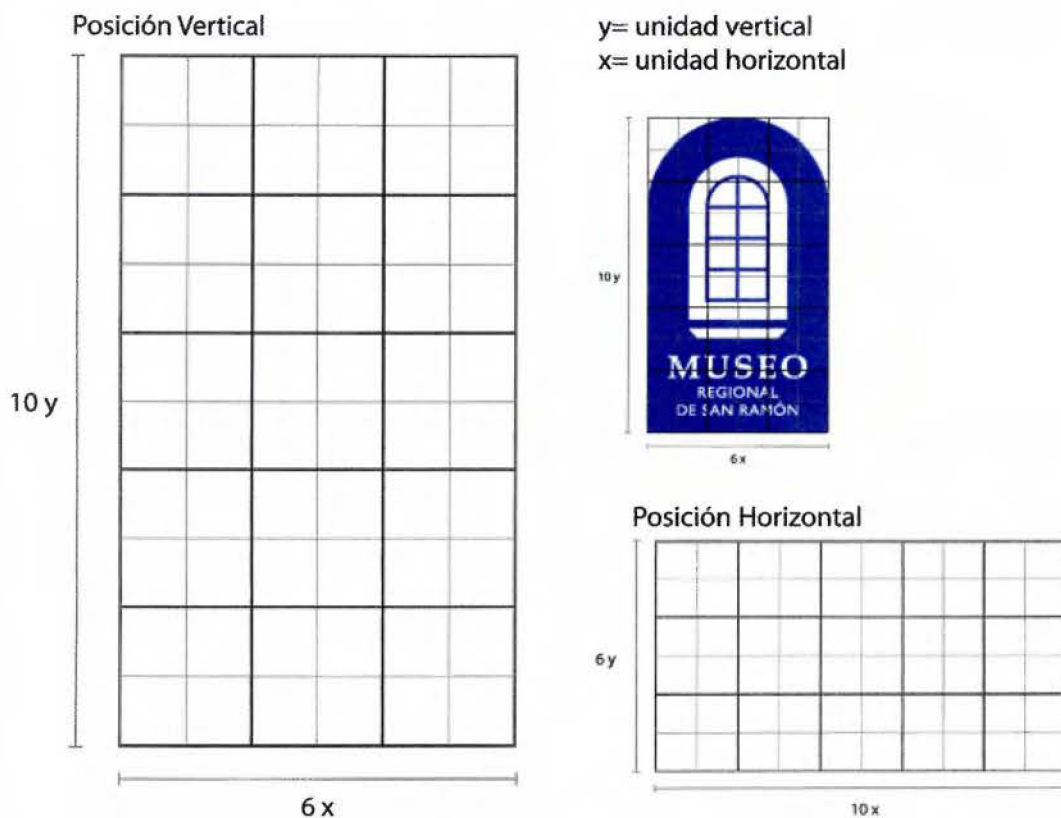 Posición Vertical
10 y
6 x
y= unidad vertical
x= unidad horizontal
10 y
MUSEO
REGIONAL
DE SAN RAMÓN
6 x
Posición Horizontal
6 y
10 x